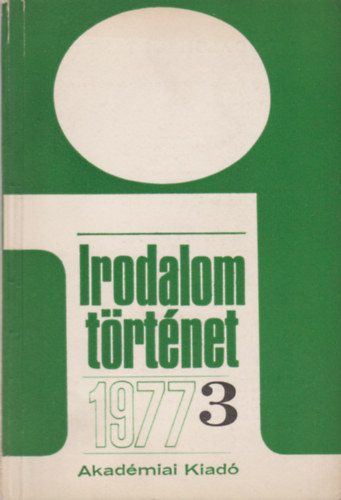 Irodalom
történet
1977 3
Akadémiai Kiadó